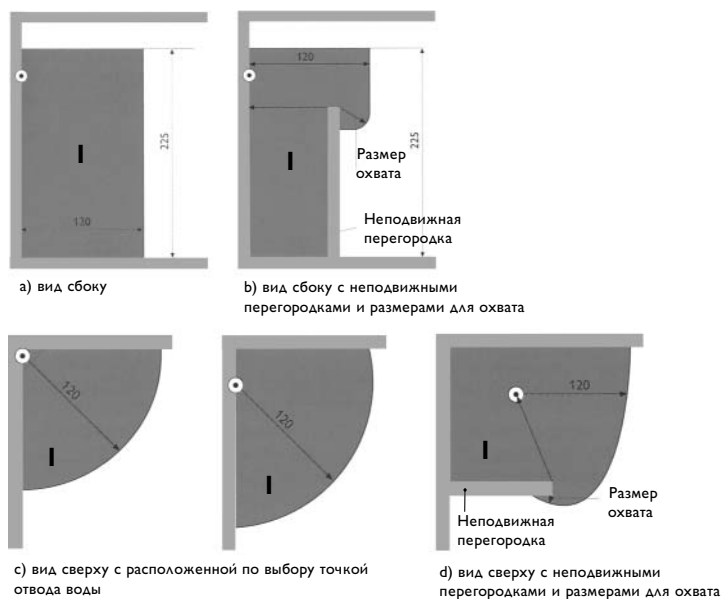 120
I
225
120
I
225
Размер
охвата
Неподвижная
перегородка
a) вид сбоку
b) вид сбоку с неподвижными
перегородками и размерами для охвата
120
I
120
I
120
I
Размер
охвата
Неподвижная
перегородка
c) вид сверху с расположенной по выбору точкой
отвода воды
d) вид сверху с неподвижными
перегородками и размерами для охвата